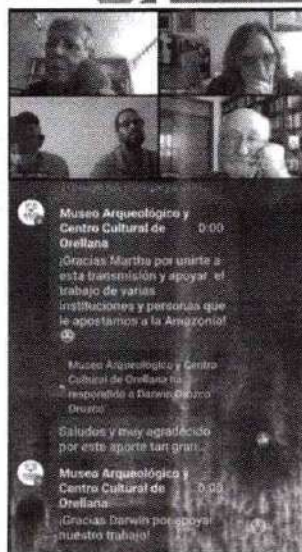 Museo Arqueológico y
Centro Cultural de 0:00
Orellana
¡Gracias Martha por unirte a
esta transmisión y apoyar el
trabajo de varias
instituciones y personas que
le apostamos a la Amazonía!
Museo Arqueológico y Centro
Cultural de Orellana ha
respondido a Darwin Orozco
Orozco
Saludos y muy agradecido
por este aporte tan gran...
Museo Arqueológico y
Centro Cultural de 0:00
Orellana
¡Gracias Darwin por apoyar
nuestro trabajo!